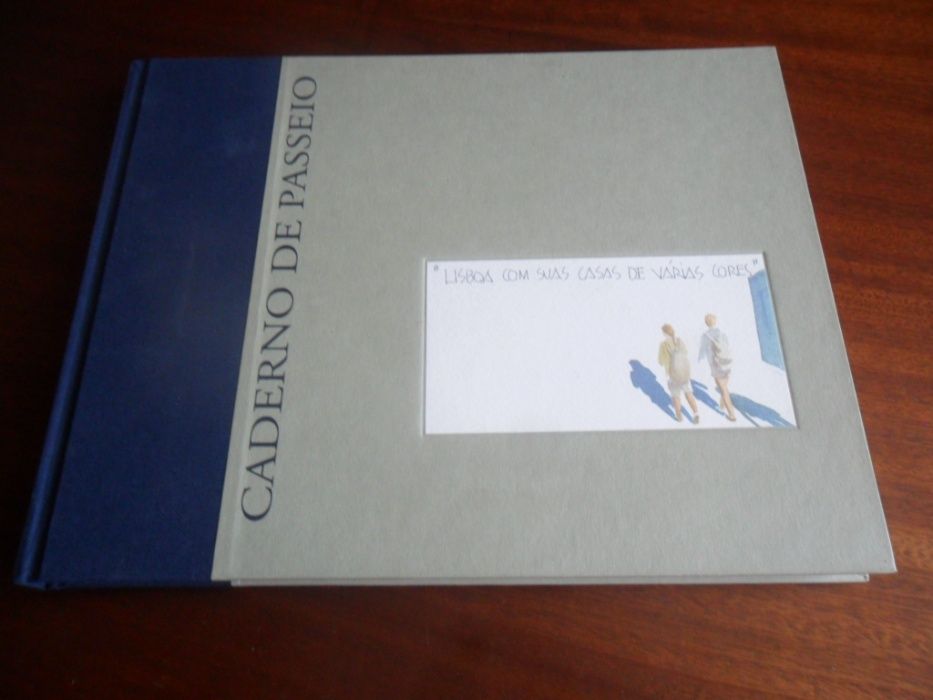 CADERNO DE PASSEIO
"LISBOA COM SUAS CASAS DE VÁRIAS CORES"